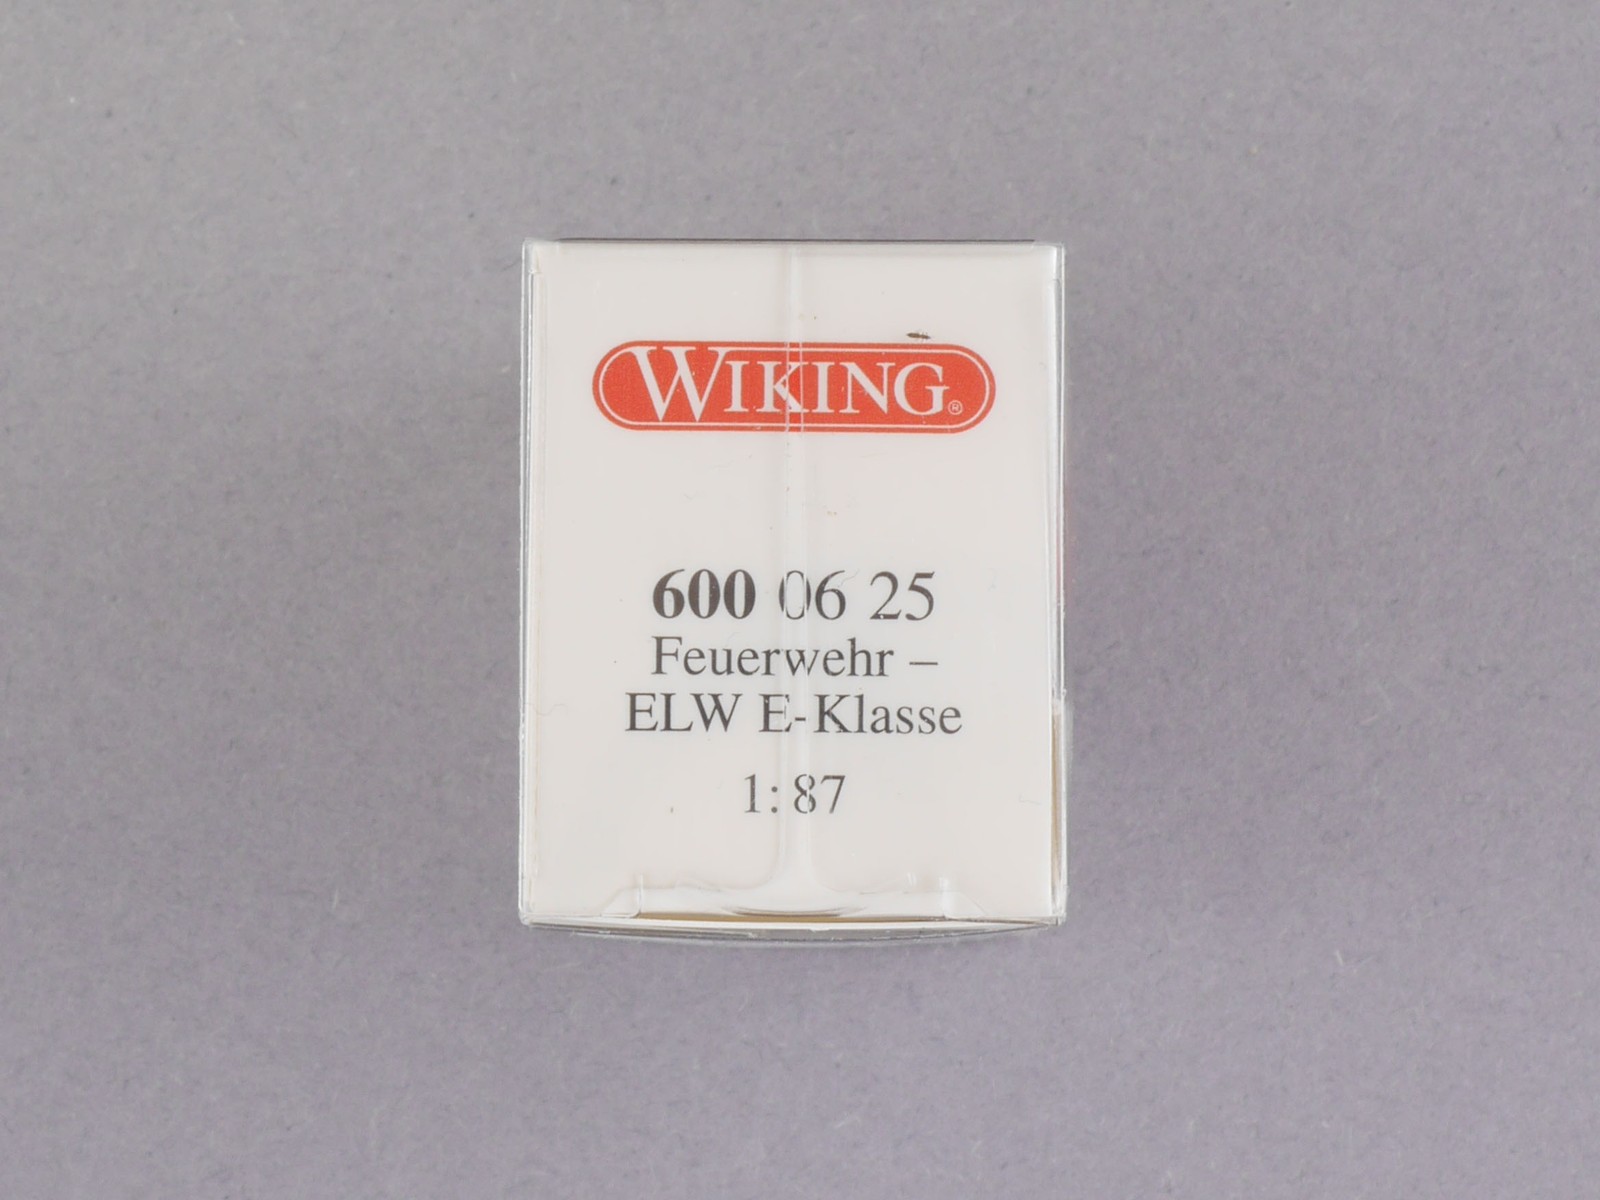 WIKING®
600 06 25
Feuerwehr –
ELW E-Klasse
1:87